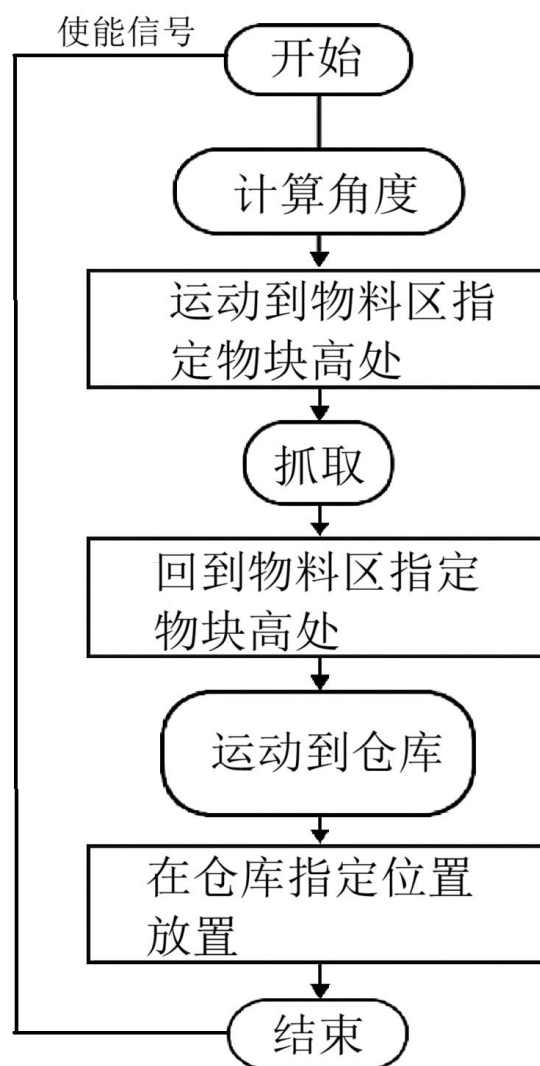 使能信号
开始
计算角度
运动到物料区指
定物块高处
抓取
回到物料区指定
物块高处
运动到仓库
在仓库指定位置
放置
结束